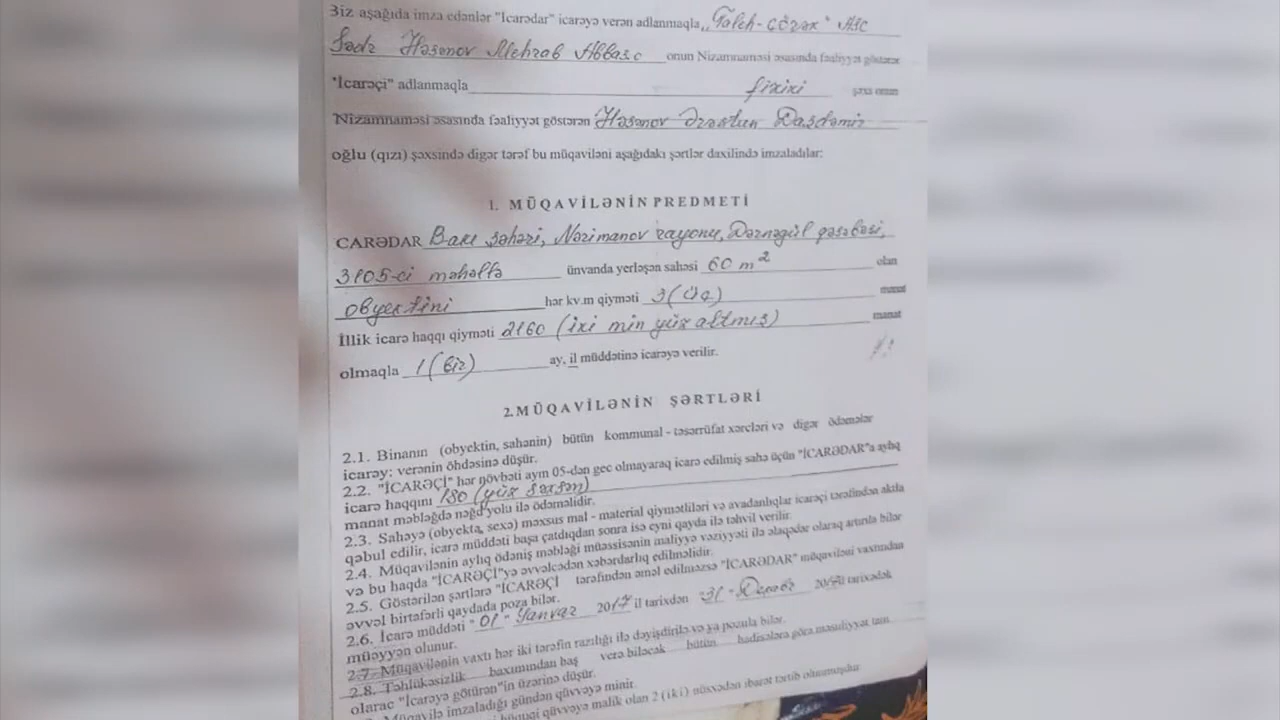 Biz aşağıda imza edənlər "İcarədar" icarəyə verən adlanmaqla „Taleh-Çörək" ASC
Sədr Həsənov Mehrab Abbas onun Nizamnaməsi əsasında fəaliyyət göstərən
"İcarəçi" adlanmaqla fiziki şəxs onun
Nizamnaməsi əsasında fəaliyyət göstərən Həsənov Ərəstun Daşdəmir
oğlu (qızı) şəxsində digər tərəf bu müqaviləni aşağıdakı şərtlər daxilində imzaladılar:
1. MÜQAVİLƏNİN PREDMETİ
CARƏDAR Bakı şəhəri, Nərimanov rayonu, Dərnəgül qəsəbəsi,
3105-ci məhəllə ünvanda yerləşən sahəsi 60 m² olan
obyektini hər kv.m qiyməti 3 (üç) manat
İllik icarə haqqı qiyməti 2160 (iki min yüz altmış) manat
olmaqla 1 (bir) ay, il müddətinə icarəyə verilir.
2. MÜQAVİLƏNİN ŞƏRTLƏRİ
2.1. Binanın (obyektin, sahənin) bütün kommunal - təsərrüfat xərcləri və digər ödəmələr
icarəy; verənin öhdəsinə düşür.
2.2. "İCARƏÇİ" hər növbəti ayın 05-dən gec olmayaraq icarə edilmiş sahə üçün "İCARƏDAR"a aylıq
icarə haqqını 180 (yüz səksən)
manat məbləğdə nəğd yolu ilə ödəməlidir.
2.3. Sahəyə (obyektə, sexə) məxsus mal - material qiymətliləri və avadanlıqlar icarəçi tərəfindən aktla
qəbul edilir, icarə müddəti başa çatdıqdan sonra isə eyni qayda ilə təhvil verilir.
2.4. Müqavilənin aylıq ödəniş məbləği müəssisənin maliyyə vəziyyəti ilə əlaqədar olaraq artırıla bilər
və bu haqda "İCARƏÇİ"yə əvvəlcədən xəbərdarlıq edilməlidir.
2.5. Göstərilən şərtlərə "İCARƏÇİ tərəfindən əməl edilməzsə "İCARƏDAR" müqaviləni vaxtından
əvvəl birtərəfli qaydada poza bilər.
2.6. İcarə müddəti "01" Yanvar 2017 il tarixdən "31" Dekabr tarixədək
müəyyən olunur.
2.7. Müqavilənin vaxtı hər iki tərəfin razılığı ilə dəyişdirilə və ya pozula bilər.
2.8. Təhlükəsizlik baxımından baş verə biləcək bütün hadisələrə görə məsuliyyət tam
olaraq "İcarəyə götürən"in üzərinə düşür.
Müqavilə imzaladığı gündən qüvvəyə minir.
hüquqi qüvvəyə malik olan 2 (iki) nüsxədən ibarət tərtib olunmuşdur